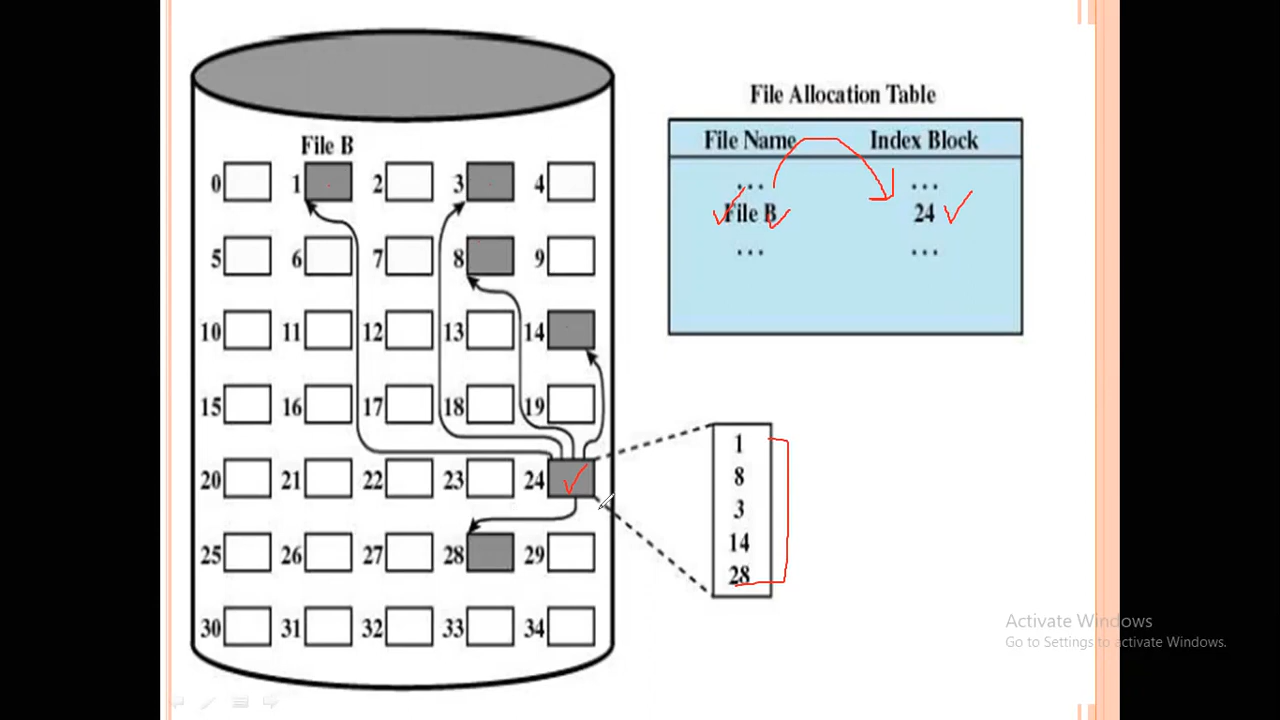 File Allocation Table
File Name Index Block
... ...
File B 24
... ...
File B
0 1 2 3 4
5 6 7 8 9
10 11 12 13 14
15 16 17 18 19
20 21 22 23 24
25 26 27 28 29
30 31 32 33 34
1
8
3
14
28
Activate Windows
Go to Settings to activate Windows.